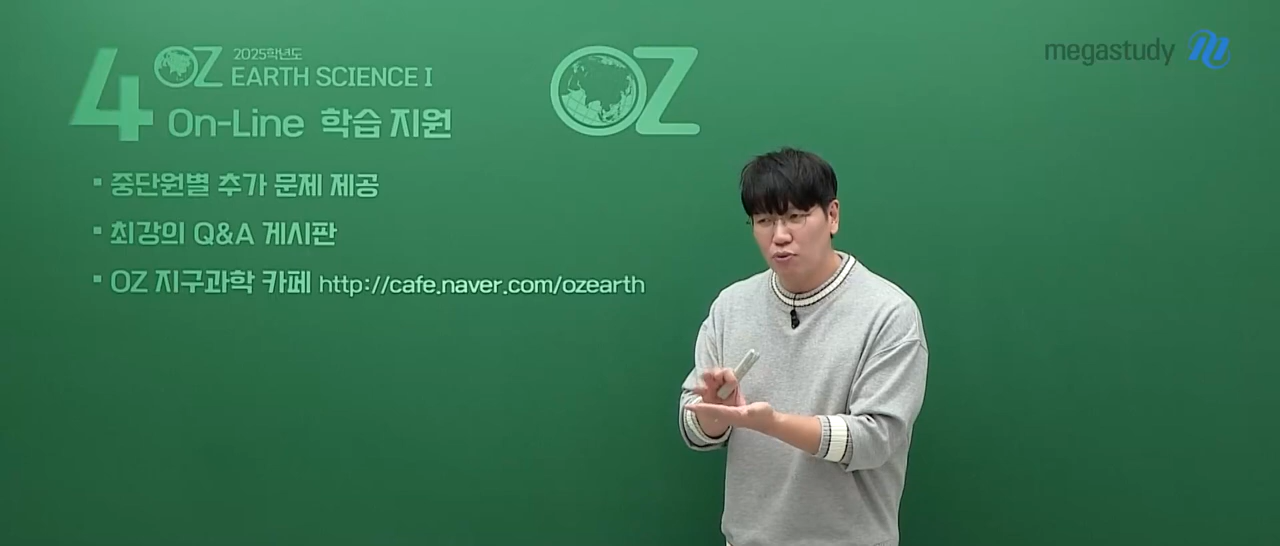 4 OZ 2025학년도
EARTH SCIENCE I
On-Line 학습 지원
OZ
megastudy
▪ 중단원별 추가 문제 제공
▪ 최강의 Q&A 게시판
▪ OZ 지구과학 카페 http://cafe.naver.com/ozearth